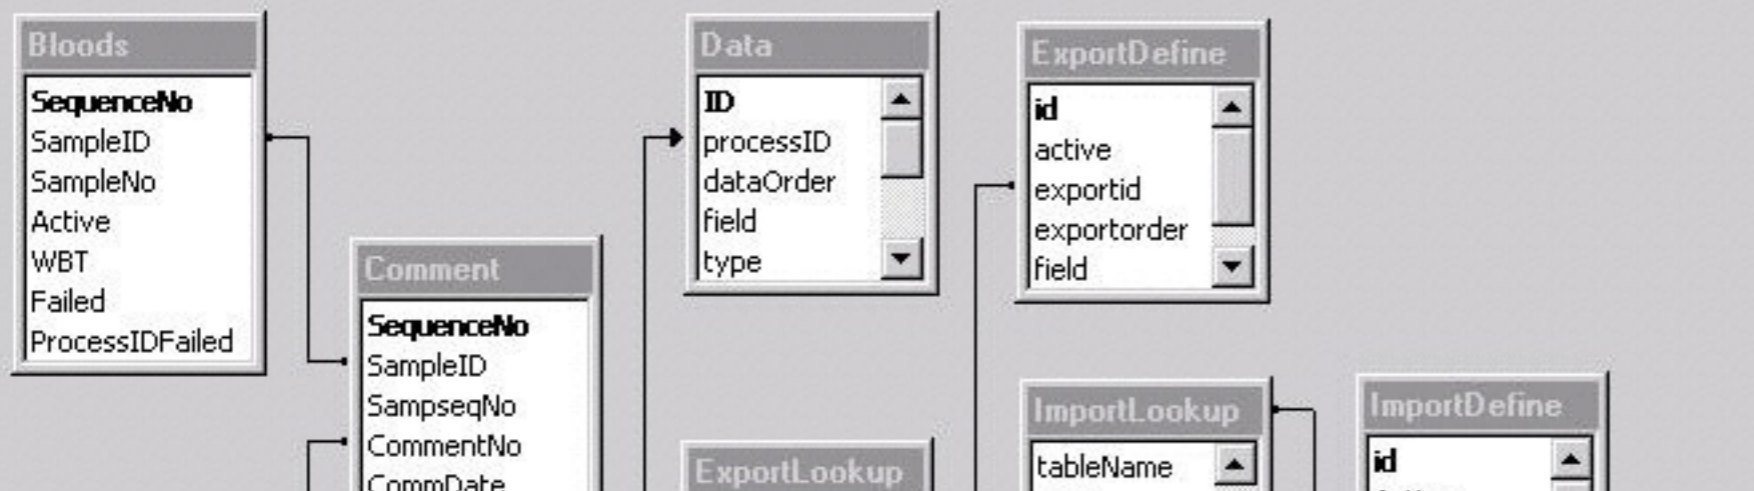 Bloods
SequenceNo
SampleID
SampleNo
Active
WBT
Failed
ProcessIDFailed
Comment
SequenceNo
SampleID
SampseqNo
CommentNo
CommDate
Data
ID
processID
dataOrder
field
type
ExportLookup
ExportDefine
id
active
exportid
exportorder
field
ImportLookup
tableName
ImportDefine
id